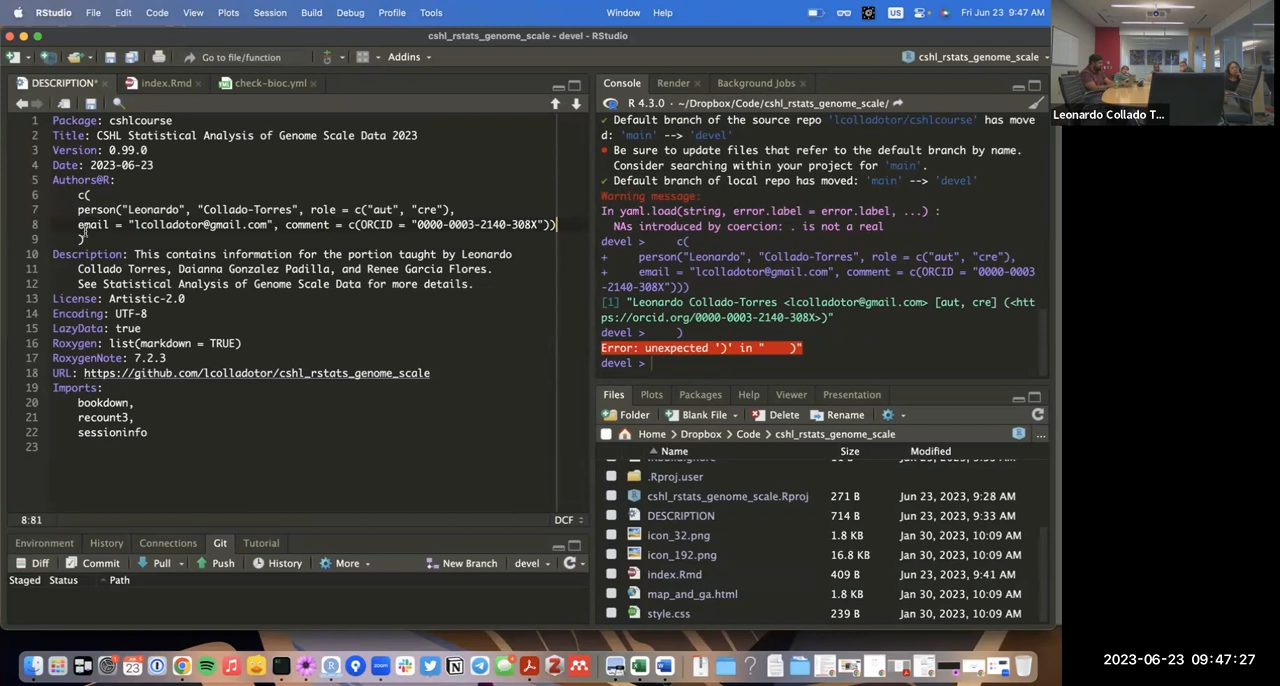 RStudio File Edit Code View Plots Session Build Debug Profile Tools Window Help US Fri Jun 23 9:47 AM
cshl_rstats_genome_scale - devel - RStudio
Go to file/function Addins cshl_rstats_genome_scale
DESCRIPTION* index.Rmd check-bioc.yml
1 Package: cshlcourse
2 Title: CSHL Statistical Analysis of Genome Scale Data 2023
3 Version: 0.99.0
4 Date: 2023-06-23
5 Authors@R:
6 c(
7 person("Leonardo", "Collado-Torres", role = c("aut", "cre"),
8 email = "lcolladotor@gmail.com", comment = c(ORCID = "0000-0003-2140-308X"))
9 )
10 Description: This contains information for the portion taught by Leonardo
11 Collado Torres, Daianna Gonzalez Padilla, and Renee Garcia Flores.
12 See Statistical Analysis of Genome Scale Data for more details.
13 License: Artistic-2.0
14 Encoding: UTF-8
15 LazyData: true
16 Roxygen: list(markdown = TRUE)
17 RoxygenNote: 7.2.3
18 URL: https://github.com/lcolladotor/cshl_rstats_genome_scale
19 Imports:
20 bookdown,
21 recount3,
22 sessioninfo
23
8:81 DCF
Environment History Connections Git Tutorial
Diff Commit Pull Push History More New Branch devel
Staged Status Path
Console Render Background Jobs
R 4.3.0 · ~/Dropbox/Code/cshl_rstats_genome_scale/
✔ Default branch of the source repo 'lcolladotor/cshlcourse' has move
d: 'main' --> 'devel'
• Be sure to update files that refer to the default branch by name.
Consider searching within your project for 'main'.
✔ Default branch of local repo has moved: 'main' --> 'devel'
Warning message:
In yaml.load(string, error.label = error.label, ...) :
NAs introduced by coercion: . is not a real
devel > c(
+ person("Leonardo", "Collado-Torres", role = c("aut", "cre"),
+ email = "lcolladotor@gmail.com", comment = c(ORCID = "0000-0003
-2140-308X")))
[1] "Leonardo Collado-Torres <lcolladotor@gmail.com> [aut, cre] (<htt
ps://orcid.org/0000-0003-2140-308X>)"
devel > )
Error: unexpected ')' in " )"
devel >
Files Plots Packages Help Viewer Presentation
Folder Blank File Delete Rename
Home Dropbox Code cshl_rstats_genome_scale ...
Name Size Modified
.Rproj.user
cshl_rstats_genome_scale.Rproj 271 B Jun 23, 2023, 9:28 AM
DESCRIPTION 714 B Jun 23, 2023, 9:33 AM
icon_32.png 1.8 KB Jan 30, 2023, 10:09 AM
icon_192.png 16.8 KB Jan 30, 2023, 10:09 AM
index.Rmd 409 B Jun 23, 2023, 9:41 AM
map_and_ga.html 1.8 KB Jan 30, 2023, 10:09 AM
style.css 239 B Jan 30, 2023, 10:09 AM
Leonardo Collado T...
2023-06-23 09:47:27